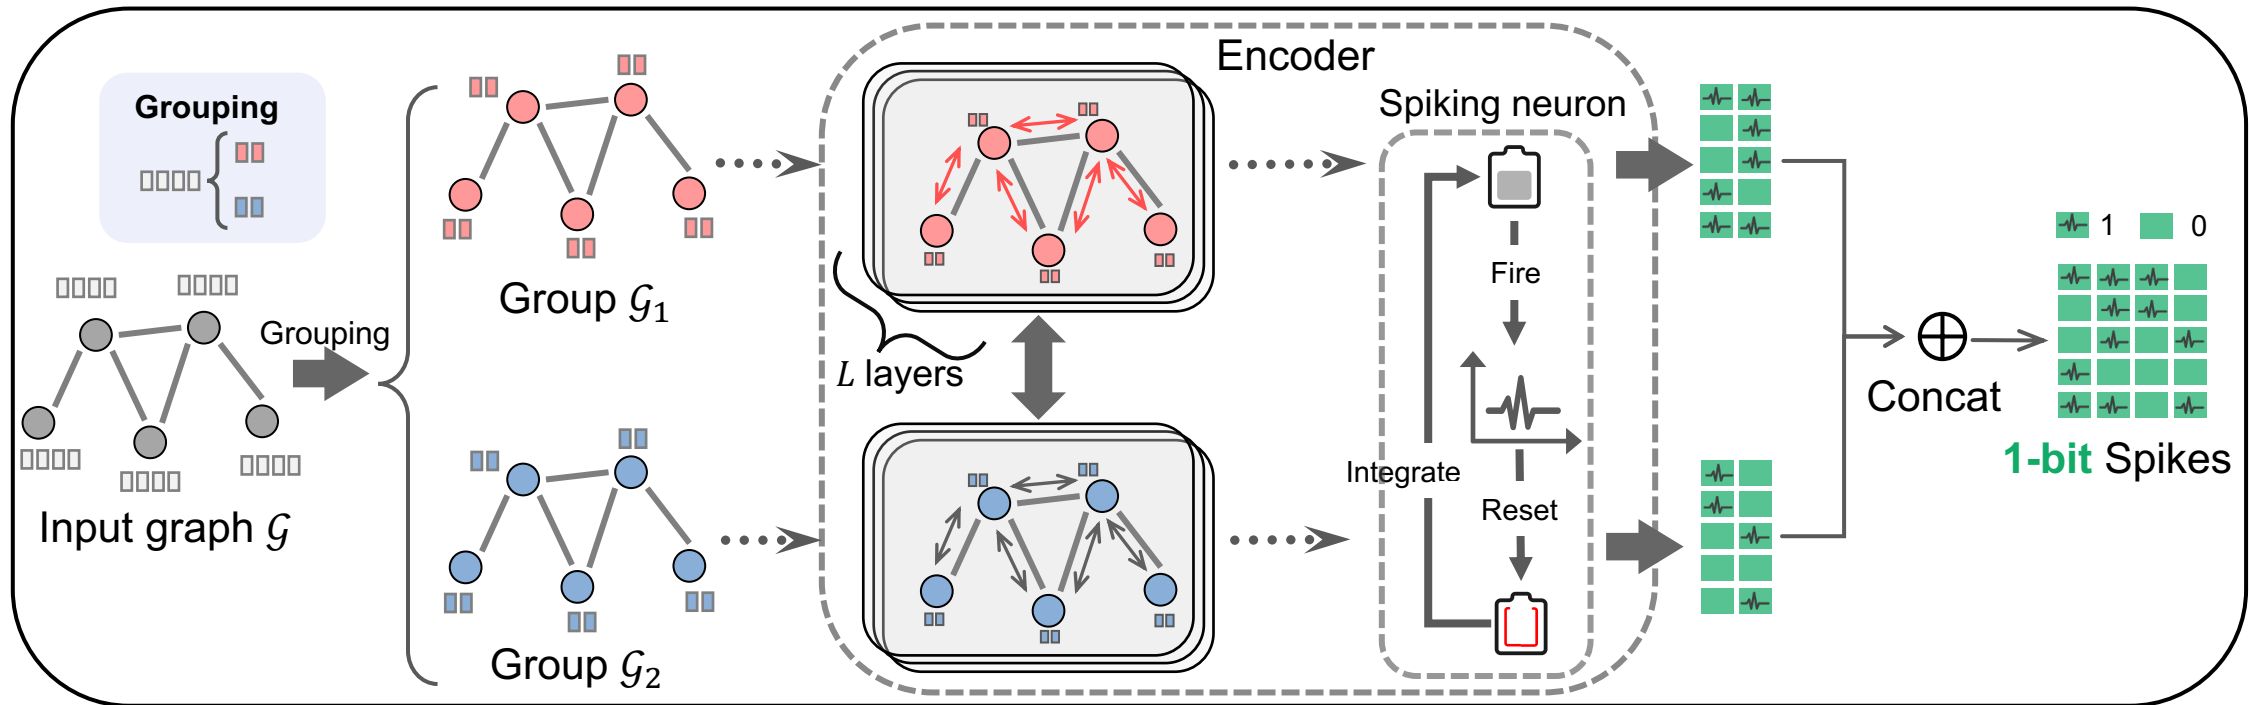 Grouping
Input graph 𝒢
Grouping
Group 𝒢₁
Group 𝒢₂
Encoder
L layers
Spiking neuron
Fire
Integrate
Reset
1 0
Concat
1-bit Spikes